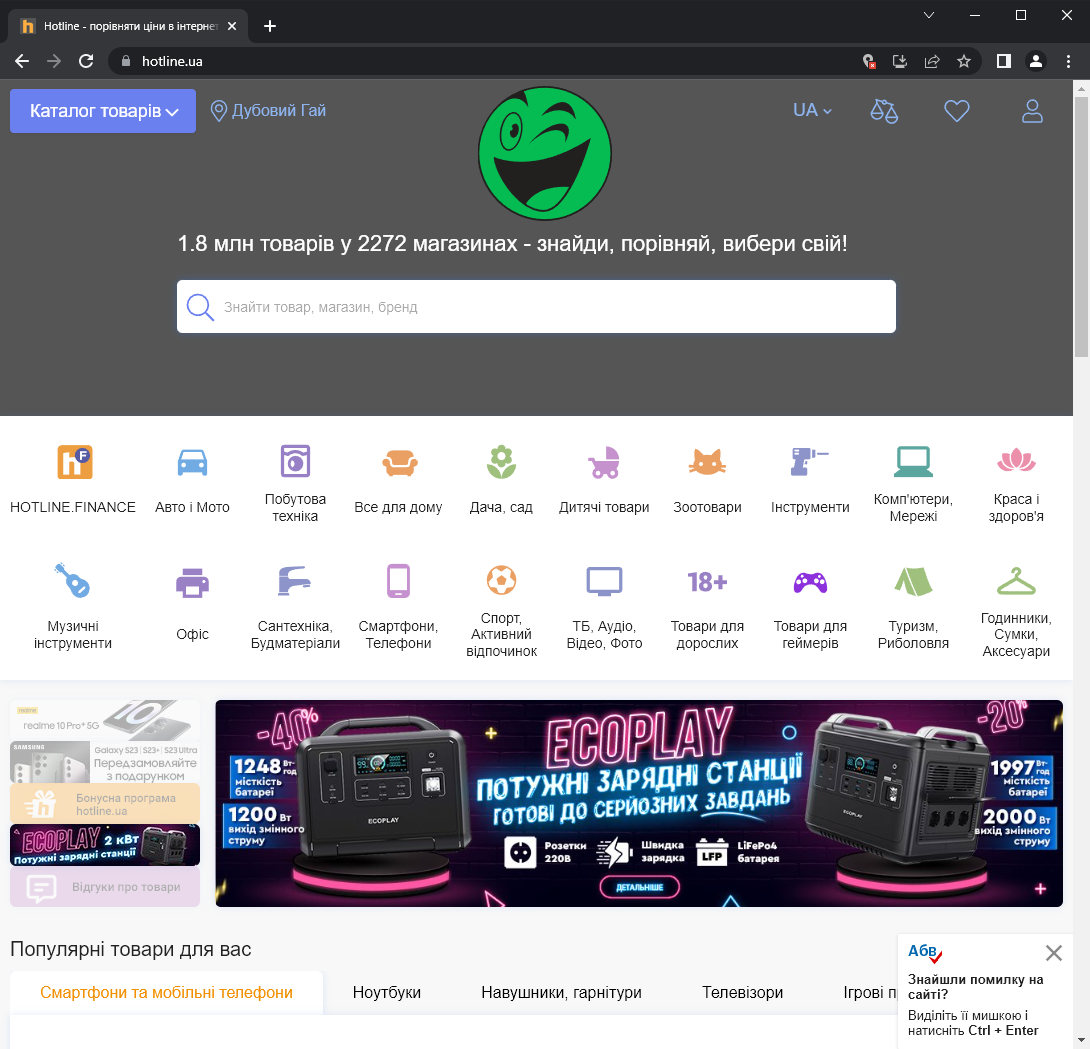 Hotline - порівняти ціни в інтернет
hotline.ua
Каталог товарів
Дубовий Гай
UA
1.8 млн товарів у 2272 магазинах - знайди, порівняй, вибери свій!
Знайти товар, магазин, бренд
HOTLINE.FINANCE
Авто і Мото
Побутова
техніка
Все для дому
Дача, сад
Дитячі товари
Зоотовари
Інструменти
Комп'ютери,
Мережі
Краса і
здоров'я
Музичні
інструменти
Офіс
Сантехніка,
Будматеріали
Смартфони,
Телефони
Спорт,
Активний
відпочинок
ТБ, Аудіо,
Відео, Фото
18+
Товари для
дорослих
Товари для
геймерів
Туризм,
Риболовля
Годинники,
Сумки,
Аксесуари
realme
realme 10 Pro+ 5G
SAMSUNG
Galaxy S23 | S23+ | S23 Ultra
Передзамовляйте
з подарунком
Бонусна програма
hotline.ua
ECOPLAY 2 кВт
Потужні зарядні станції
Відгуки про товари
-40%
1248 Вт-год
місткість
батареї
1200 Вт
вихід змінного
струму
ECOPLAY
ECOPLAY
ПОТУЖНІ ЗАРЯДНІ СТАНЦІЇ
ГОТОВІ ДО СЕРЙОЗНИХ ЗАВДАНЬ
Розетки
220В
Швидка
зарядка
LFP
LiFePo4
батарея
ДЕТАЛЬНІШЕ
-20%
1997 Вт-год
місткість
батареї
2000 Вт
вихід змінного
струму
ECOPLAY
Популярні товари для вас
Смартфони та мобільні телефони
Ноутбуки
Навушники, гарнітури
Телевізори
Ігрові п
Абв
Знайшли помилку на
сайті?
Виділіть її мишкою і
натисніть Ctrl + Enter